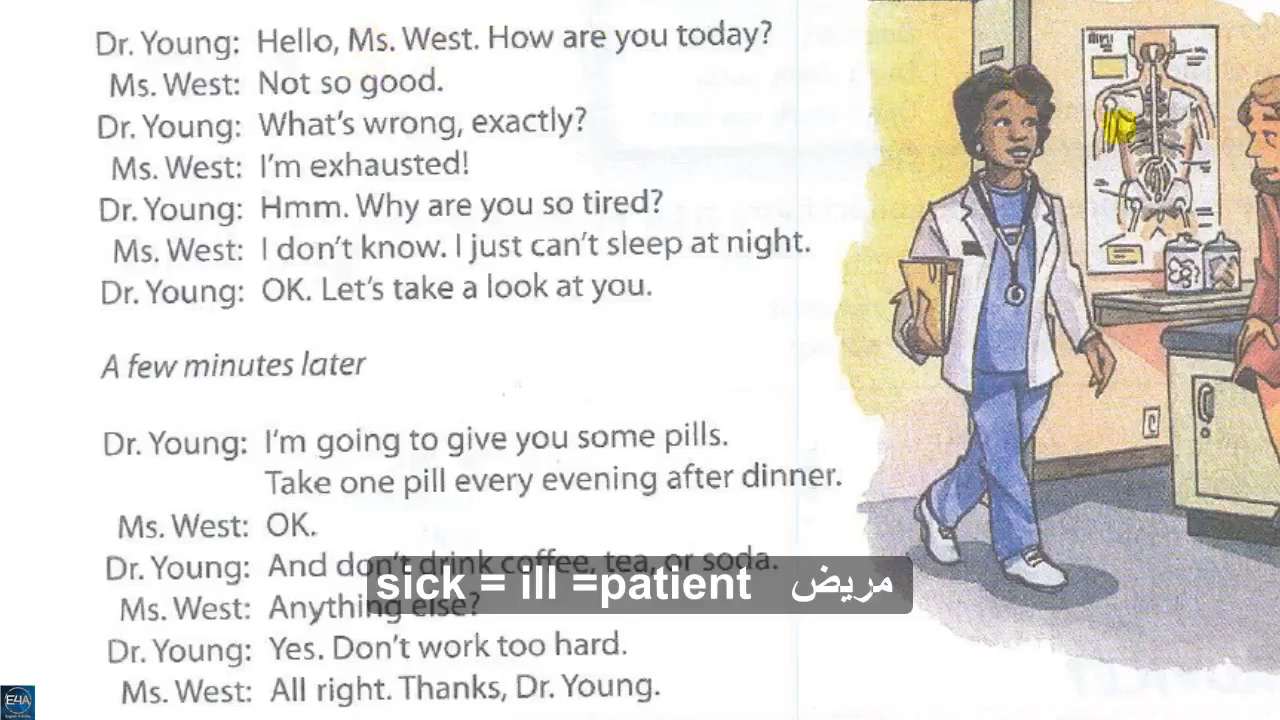 Dr. Young: Hello, Ms. West. How are you today?
Ms. West: Not so good.
Dr. Young: What's wrong, exactly?
Ms. West: I'm exhausted!
Dr. Young: Hmm. Why are you so tired?
Ms. West: I don't know. I just can't sleep at night.
Dr. Young: OK. Let's take a look at you.
A few minutes later
Dr. Young: I'm going to give you some pills.
Take one pill every evening after dinner.
Ms. West: OK.
Dr. Young: And don't drink coffee, tea, or soda.
sick = ill =patient مريض
Ms. West: Anything else?
Dr. Young: Yes. Don't work too hard.
Ms. West: All right. Thanks, Dr. Young.
E4A